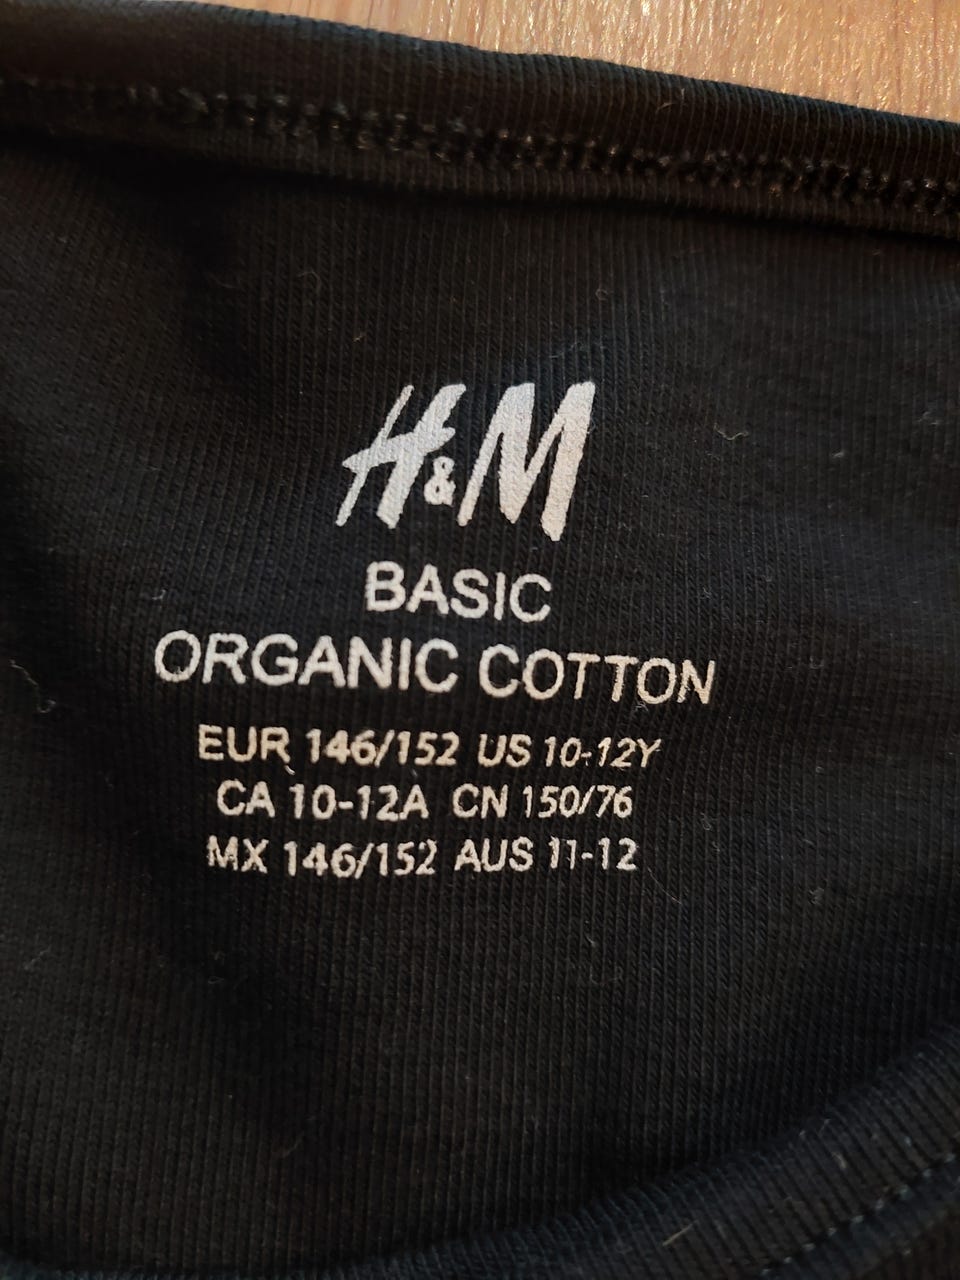 H&M
BASIC
ORGANIC COTTON
EUR 146/152 US 10-12Y
CA 10-12A CN 150/76
MX 146/152 AUS 11-12